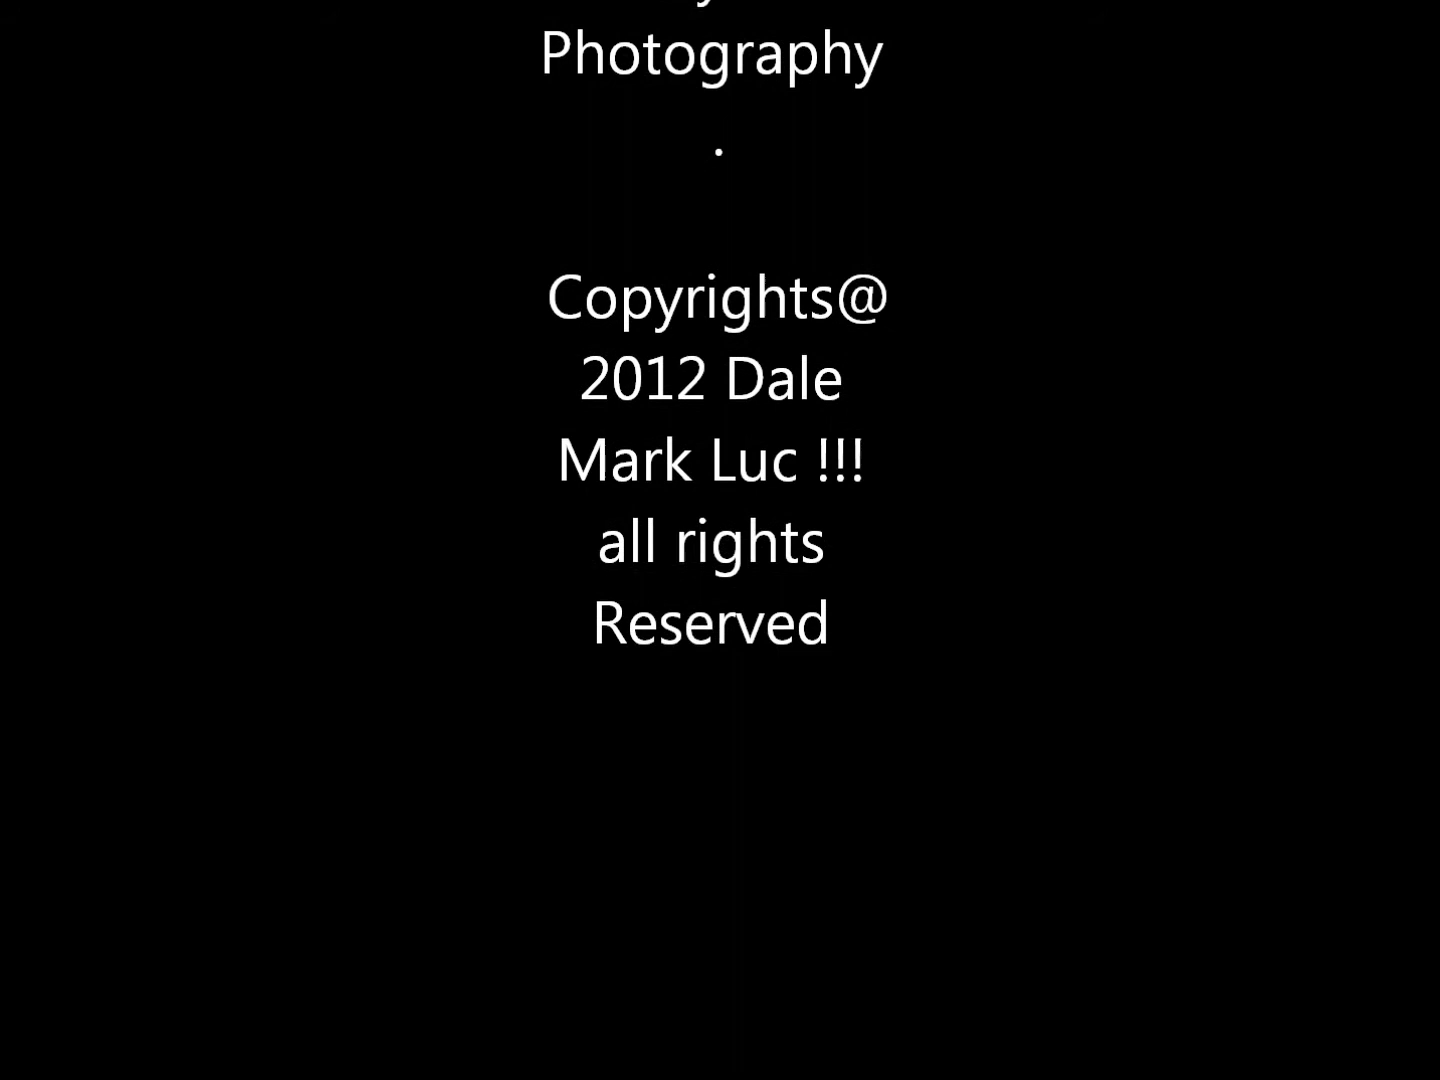 Photography
.
Copyrights@
2012 Dale
Mark Luc !!!
all rights
Reserved